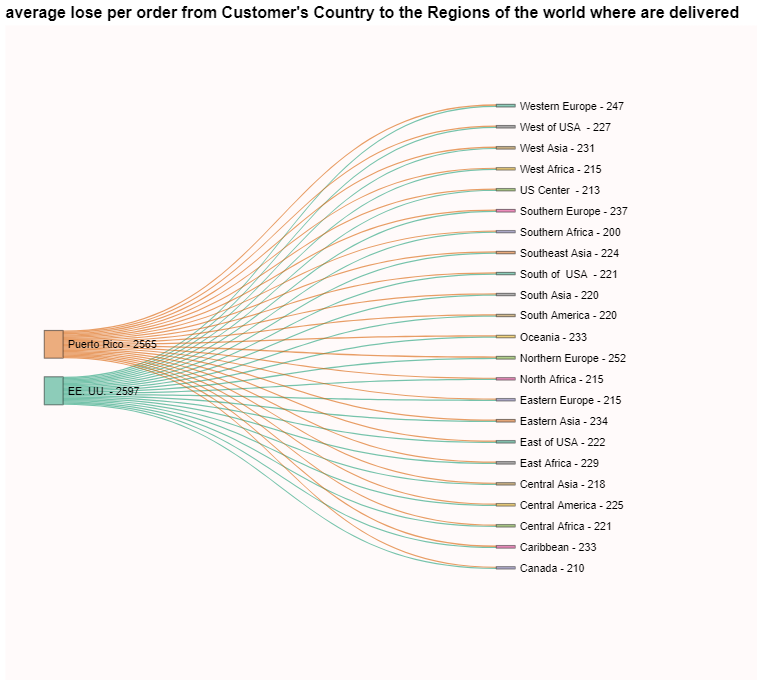 average lose per order from Customer's Country to the Regions of the world where are delivered
Western Europe - 247
West of USA  - 227
West Asia - 231
West Africa - 215
US Center  - 213
Southern Europe - 237
Southern Africa - 200
Southeast Asia - 224
South of  USA  - 221
South Asia - 220
South America - 220
Oceania - 233
Puerto Rico - 2565
Northern Europe - 252
North Africa - 215
EE. UU. - 2597
Eastern Europe - 215
Eastern Asia - 234
East of USA - 222
East Africa - 229
Central Asia - 218
Central America - 225
Central Africa - 221
Caribbean - 233
Canada - 210